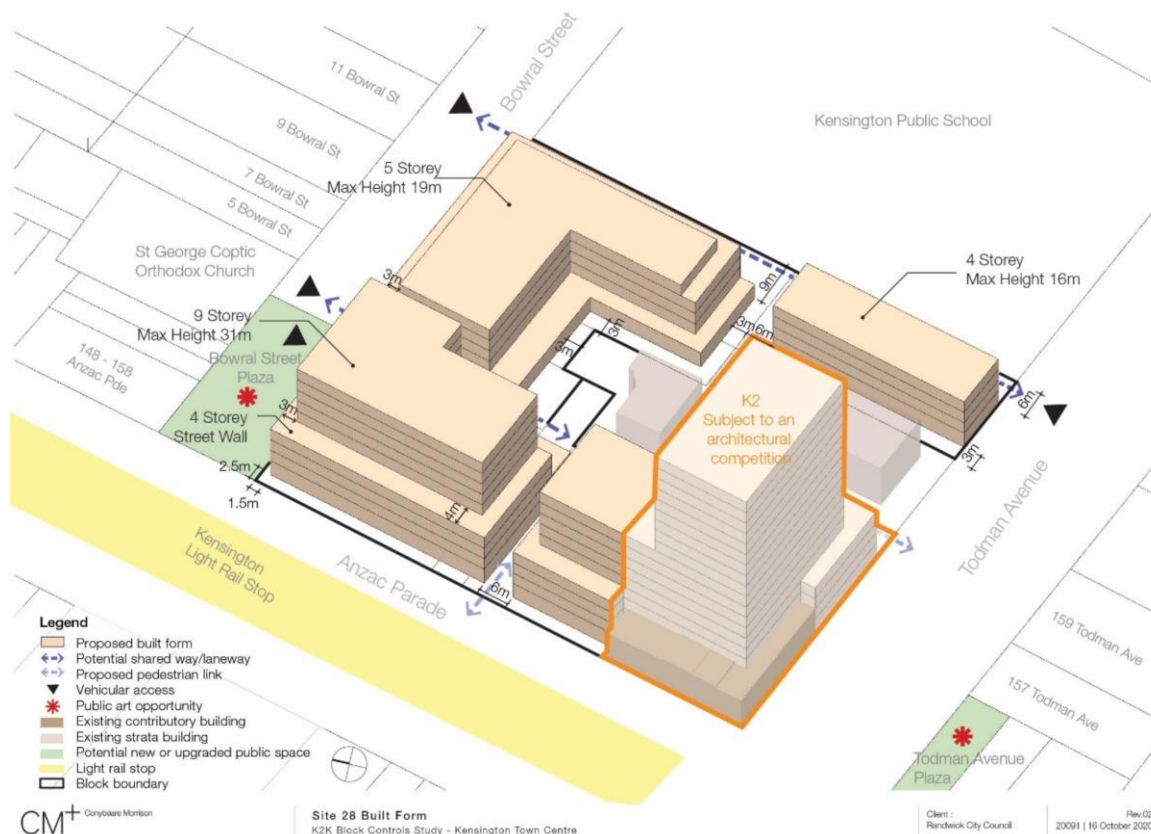 Bowral Street
11 Bowral St
9 Bowral St
7 Bowral St
5 Bowral St
Kensington Public School
5 Storey
Max Height 19m
St George Coptic
Orthodox Church
4 Storey
Max Height 16m
3m
9m
9 Storey
Max Height 31m
3m
3m
3m
6m
148 - 158
Anzac Pde
Bowral Street
Plaza
K2
Subject to an
architectural
competition
6m
3m
4 Storey
Street Wall
3m
2.5m
1.5m
4m
Todman Avenue
Kensington
Light Rail Stop
Anzac Parade
6m
159 Todman Ave
157 Todman Ave
Todman Avenue
Plaza
Legend
Proposed built form
Potential shared way/laneway
Proposed pedestrian link
Vehicular access
Public art opportunity
Existing contributory building
Existing strata building
Potential new or upgraded public space
Light rail stop
Block boundary
CM+ Conybeare Morrison
Site 28 Built Form
K2K Block Controls Study - Kensington Town Centre
Client :
Randwick City Council
Rev.02
20091 | 16 October 2020